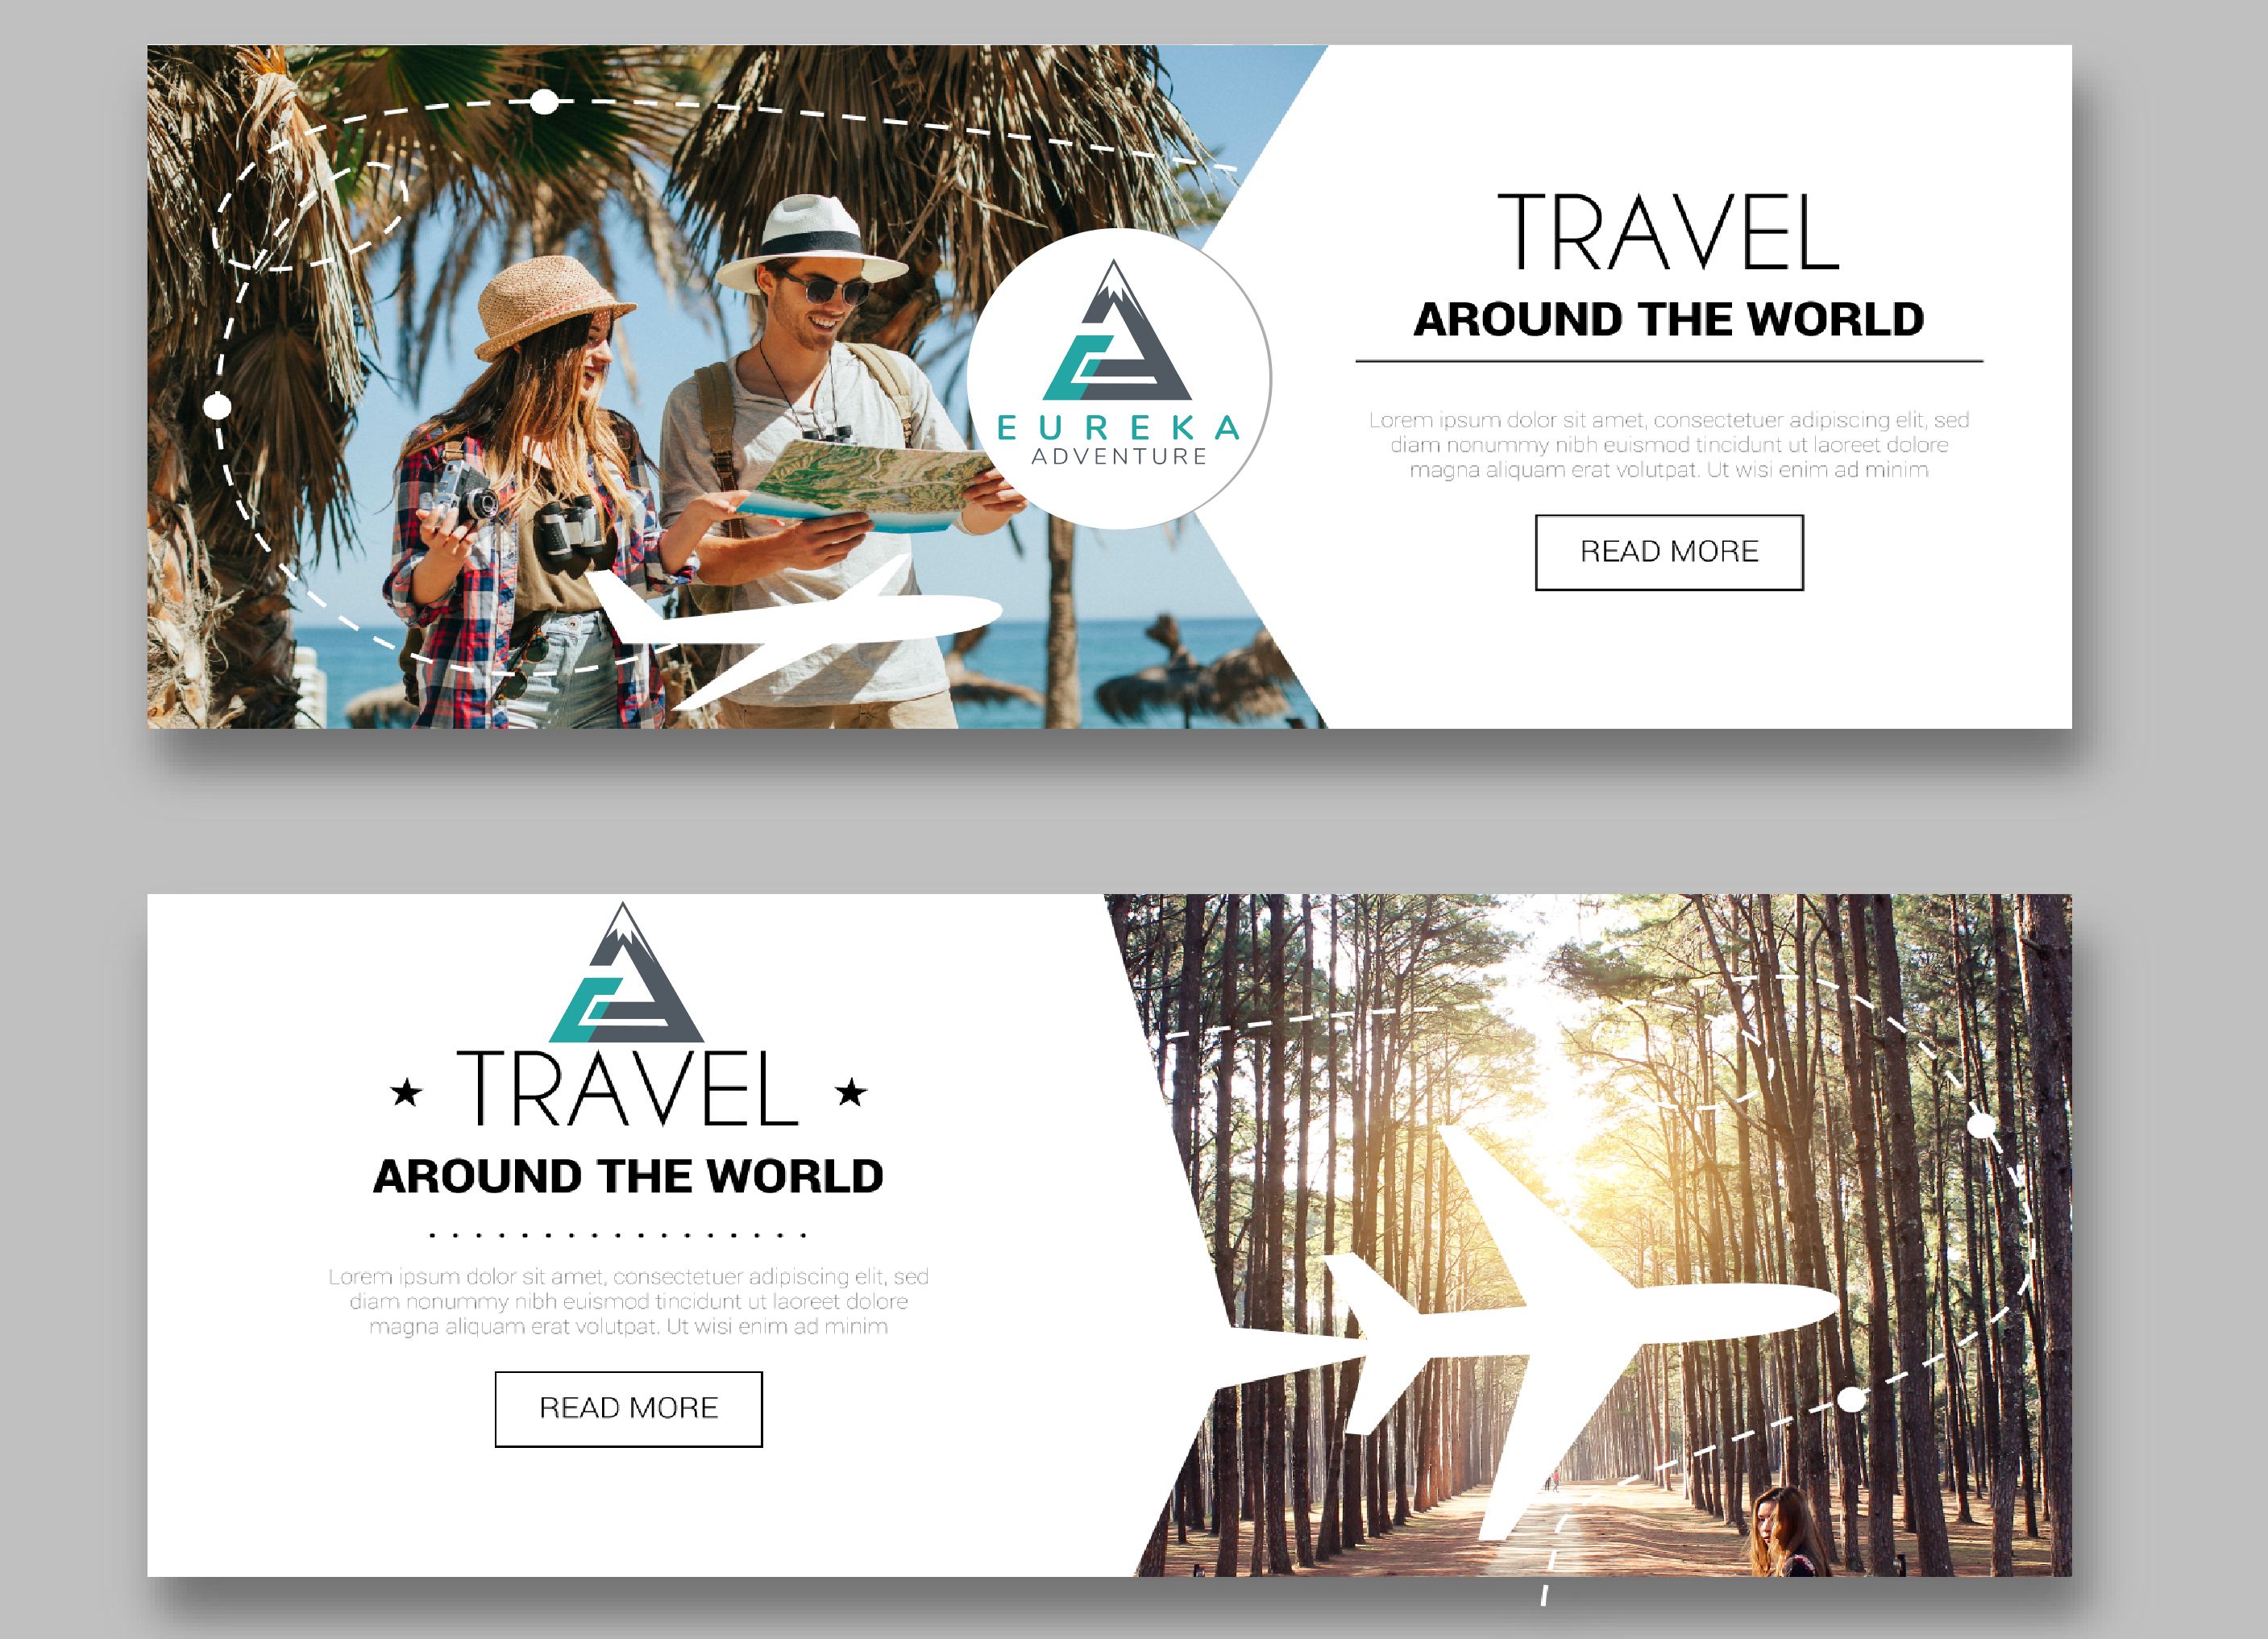 EUREKA
ADVENTURE
TRAVEL
AROUND THE WORLD
Lorem ipsum dolor sit amet, consectetuer adipiscing elit, sed
diam nonummy nibh euismod tincidunt ut laoreet dolore
magna aliquam erat volutpat. Ut wisi enim ad minim
READ MORE
TRAVEL
AROUND THE WORLD
Lorem ipsum dolor sit amet, consectetuer adipiscing elit, sed
diam nonummy nibh euismod tincidunt ut laoreet dolore
magna aliquam erat volutpat. Ut wisi enim ad minim
READ MORE